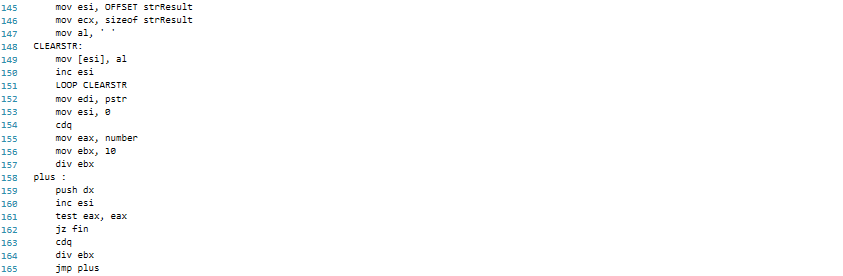 145 mov esi, OFFSET strResult
146 mov ecx, sizeof strResult
147 mov al, ' '
148 CLEARSTR:
149 mov [esi], al
150 inc esi
151 LOOP CLEARSTR
152 mov edi, pstr
153 mov esi, 0
154 cdq
155 mov eax, number
156 mov ebx, 10
157 div ebx
158 plus :
159 push dx
160 inc esi
161 test eax, eax
162 jz fin
163 cdq
164 div ebx
165 jmp plus